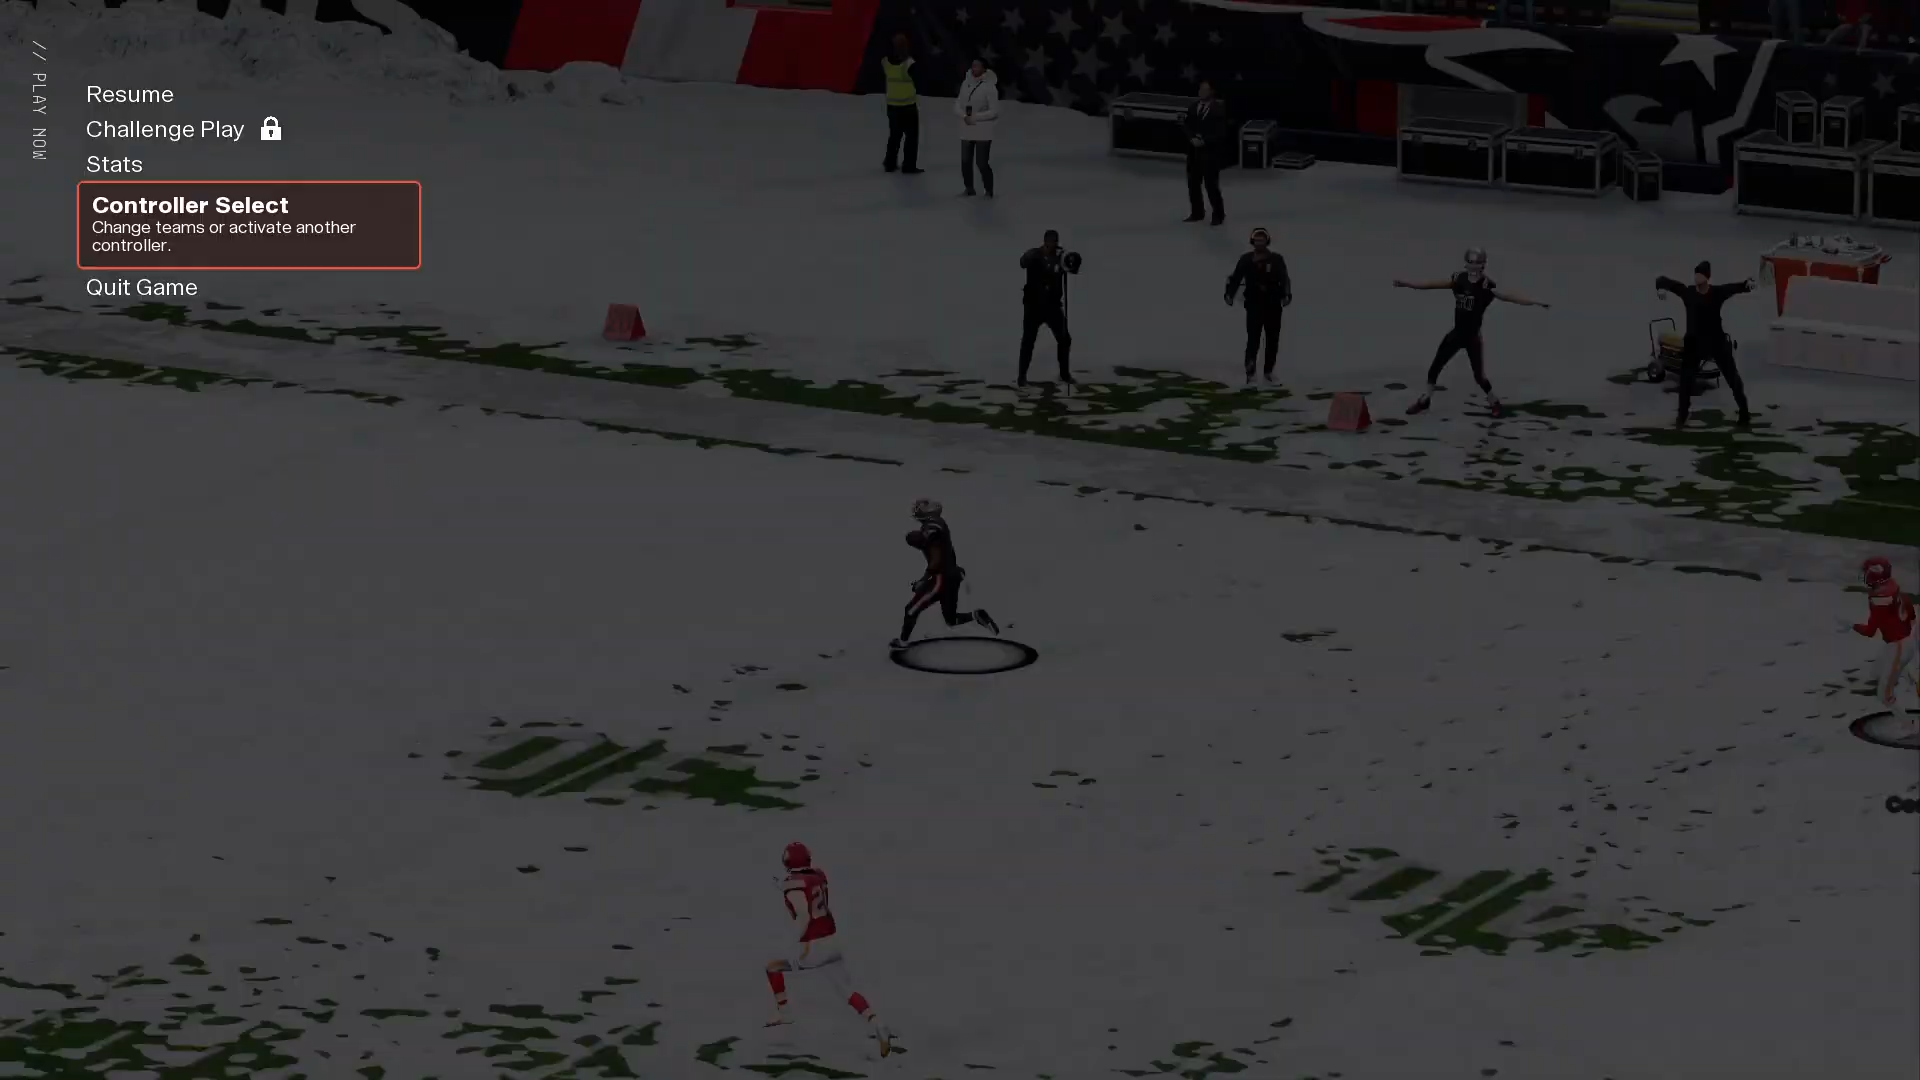 // PLAY NOW
Resume
Challenge Play
Stats
Controller Select
Change teams or activate another
controller.
Quit Game